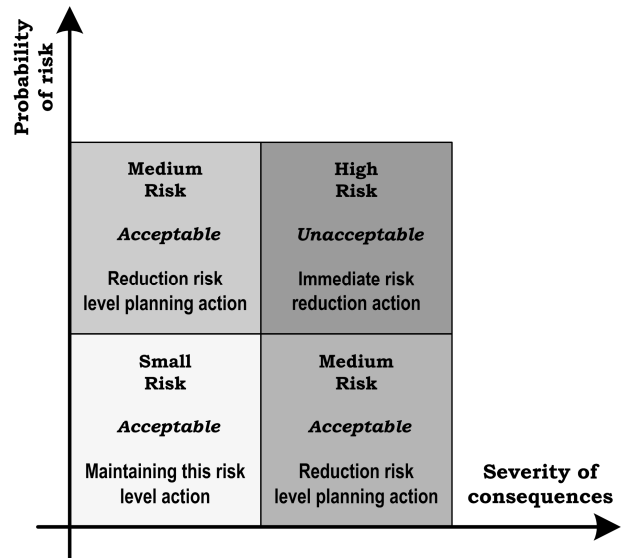 Probability
of risk
Medium
Risk
Acceptable
Reduction risk
level planning action
High
Risk
Unacceptable
Immediate risk
reduction action
Small
Risk
Acceptable
Maintaining this risk
level action
Medium
Risk
Acceptable
Reduction risk
level planning action
Severity of
consequences